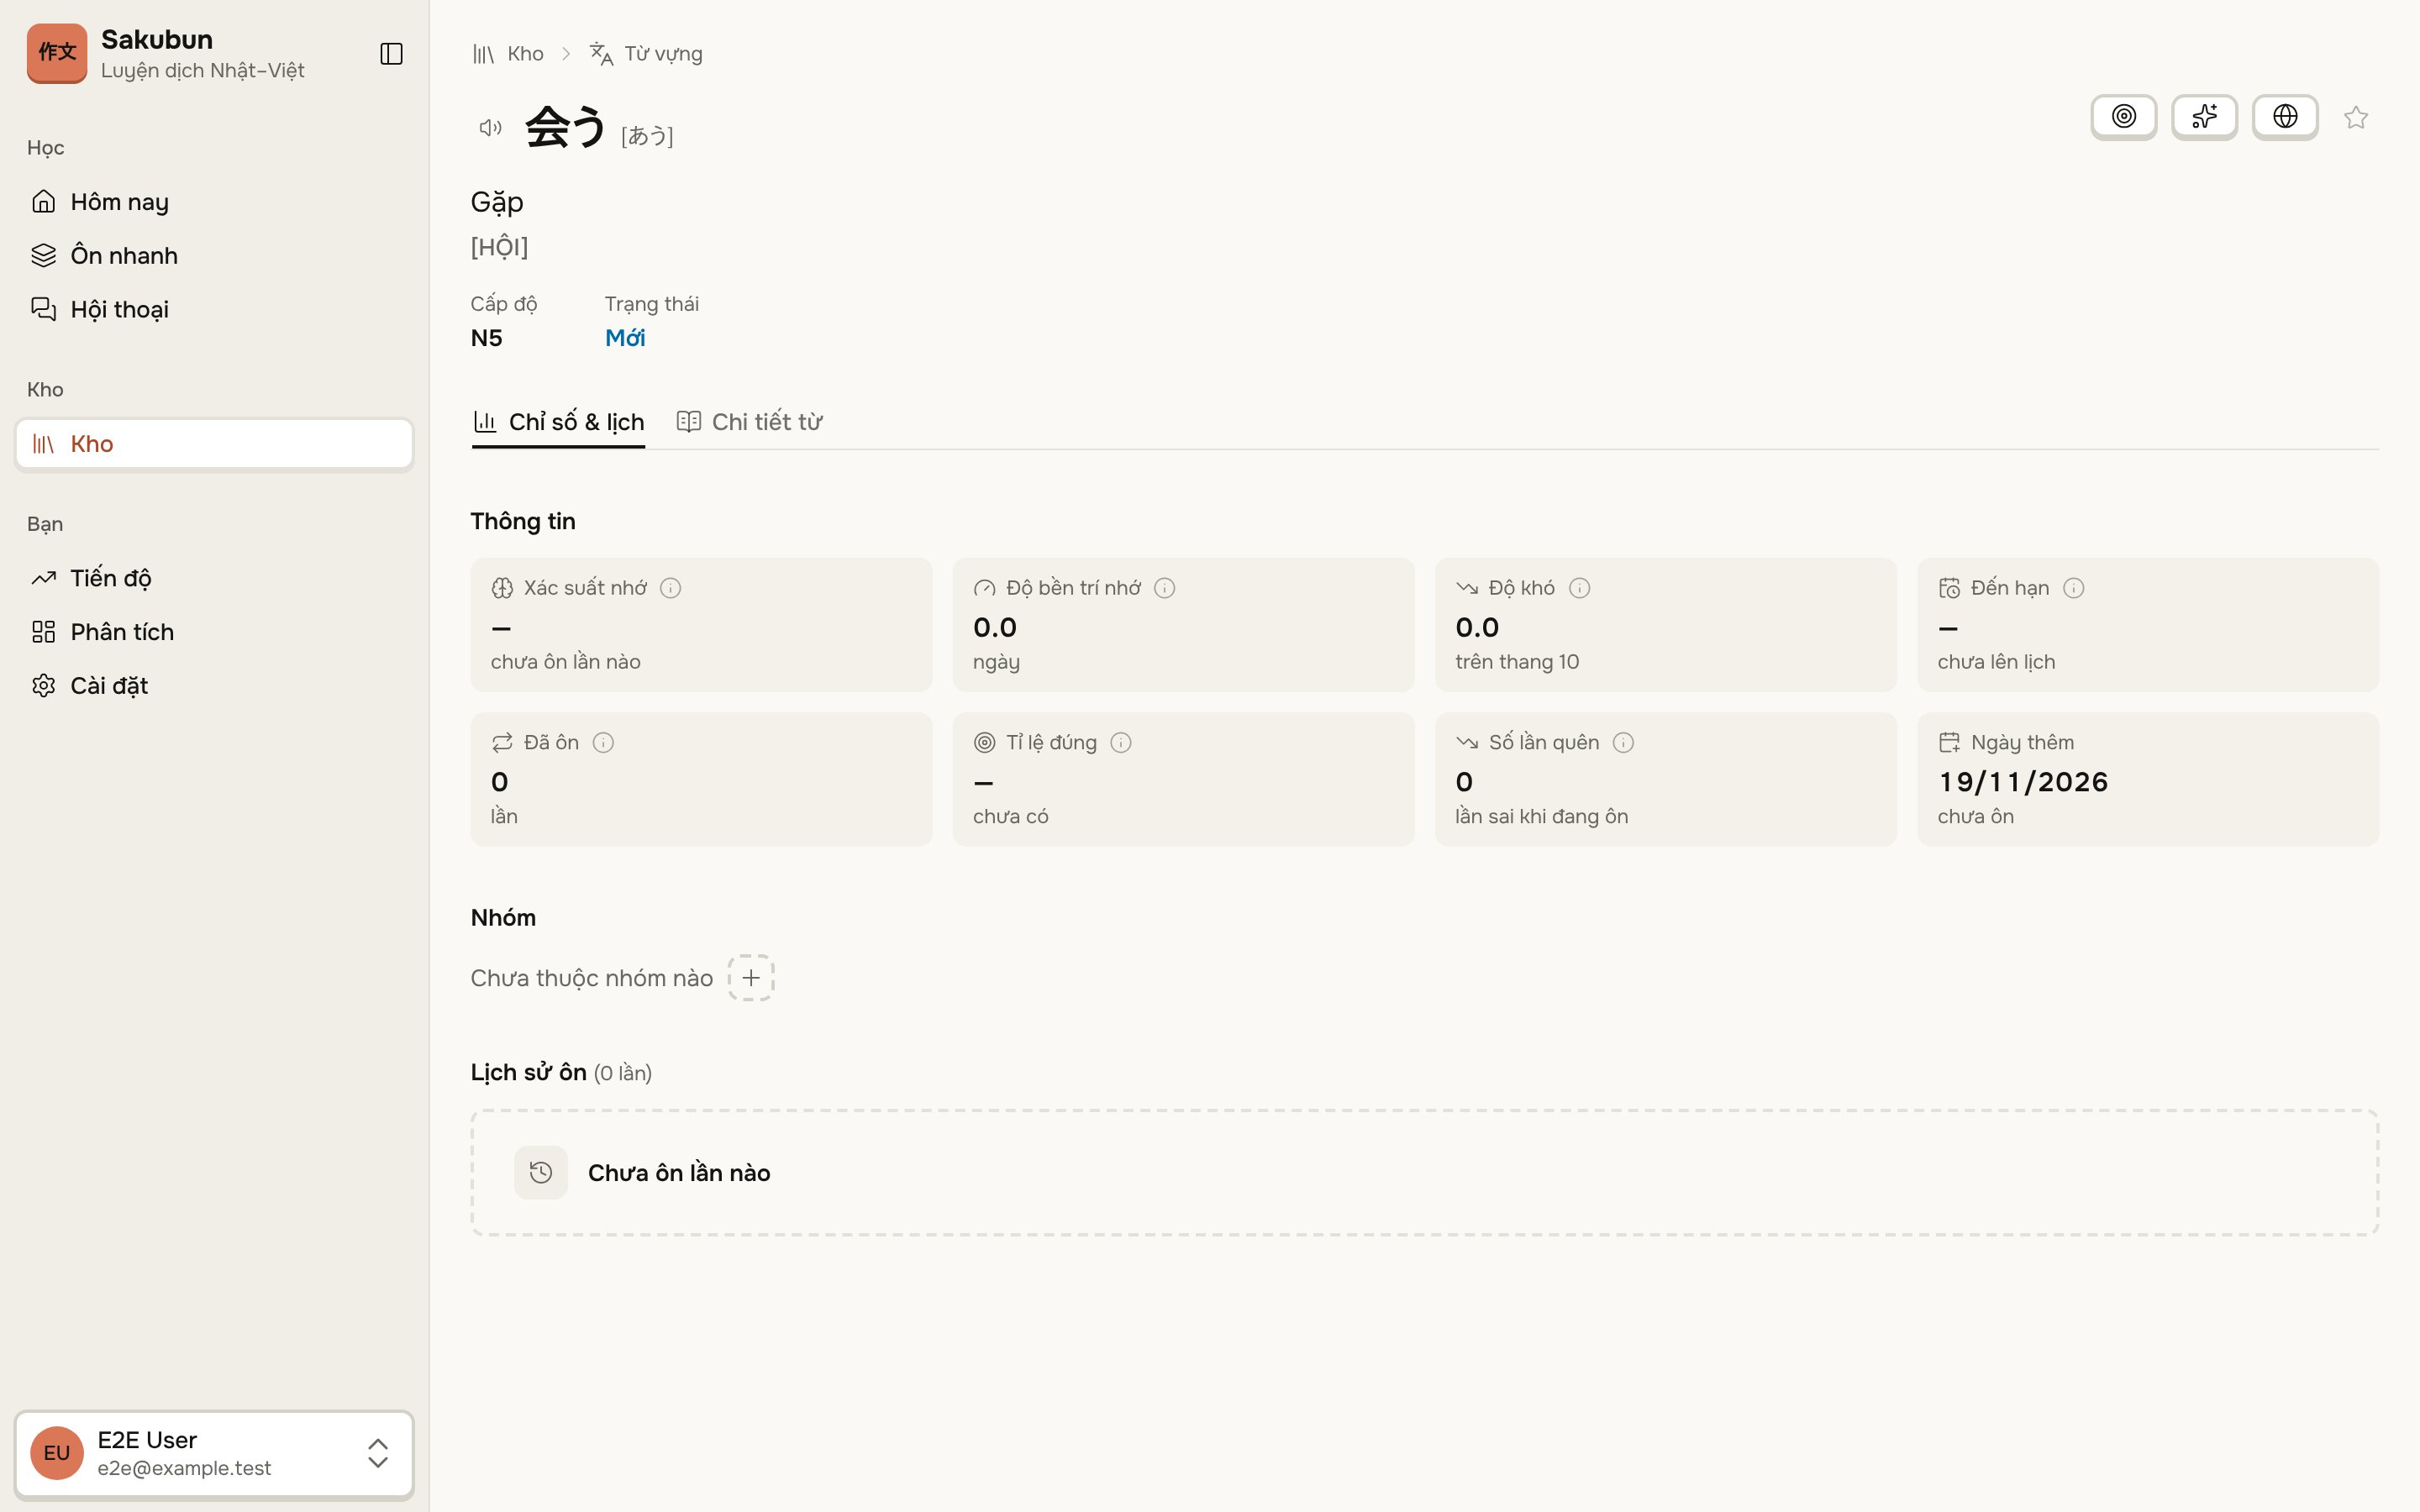 作文
Sakubun
Luyện dịch Nhật–Việt
Học
Hôm nay
Ôn nhanh
Hội thoại
Kho
Kho
Bạn
Tiến độ
Phân tích
Cài đặt
EU
E2E User
e2e@example.test
Kho
Từ vựng
会う [あう]
Gặp
[HỘI]
Cấp độ
N5
Trạng thái
Mới
Chỉ số & lịch
Chi tiết từ
Thông tin
Xác suất nhớ
–
chưa ôn lần nào
Độ bền trí nhớ
0.0
ngày
Độ khó
0.0
trên thang 10
Đến hạn
–
chưa lên lịch
Đã ôn
0
lần
Tỉ lệ đúng
–
chưa có
Số lần quên
0
lần sai khi đang ôn
Ngày thêm
19/11/2026
chưa ôn
Nhóm
Chưa thuộc nhóm nào
Lịch sử ôn (0 lần)
Chưa ôn lần nào